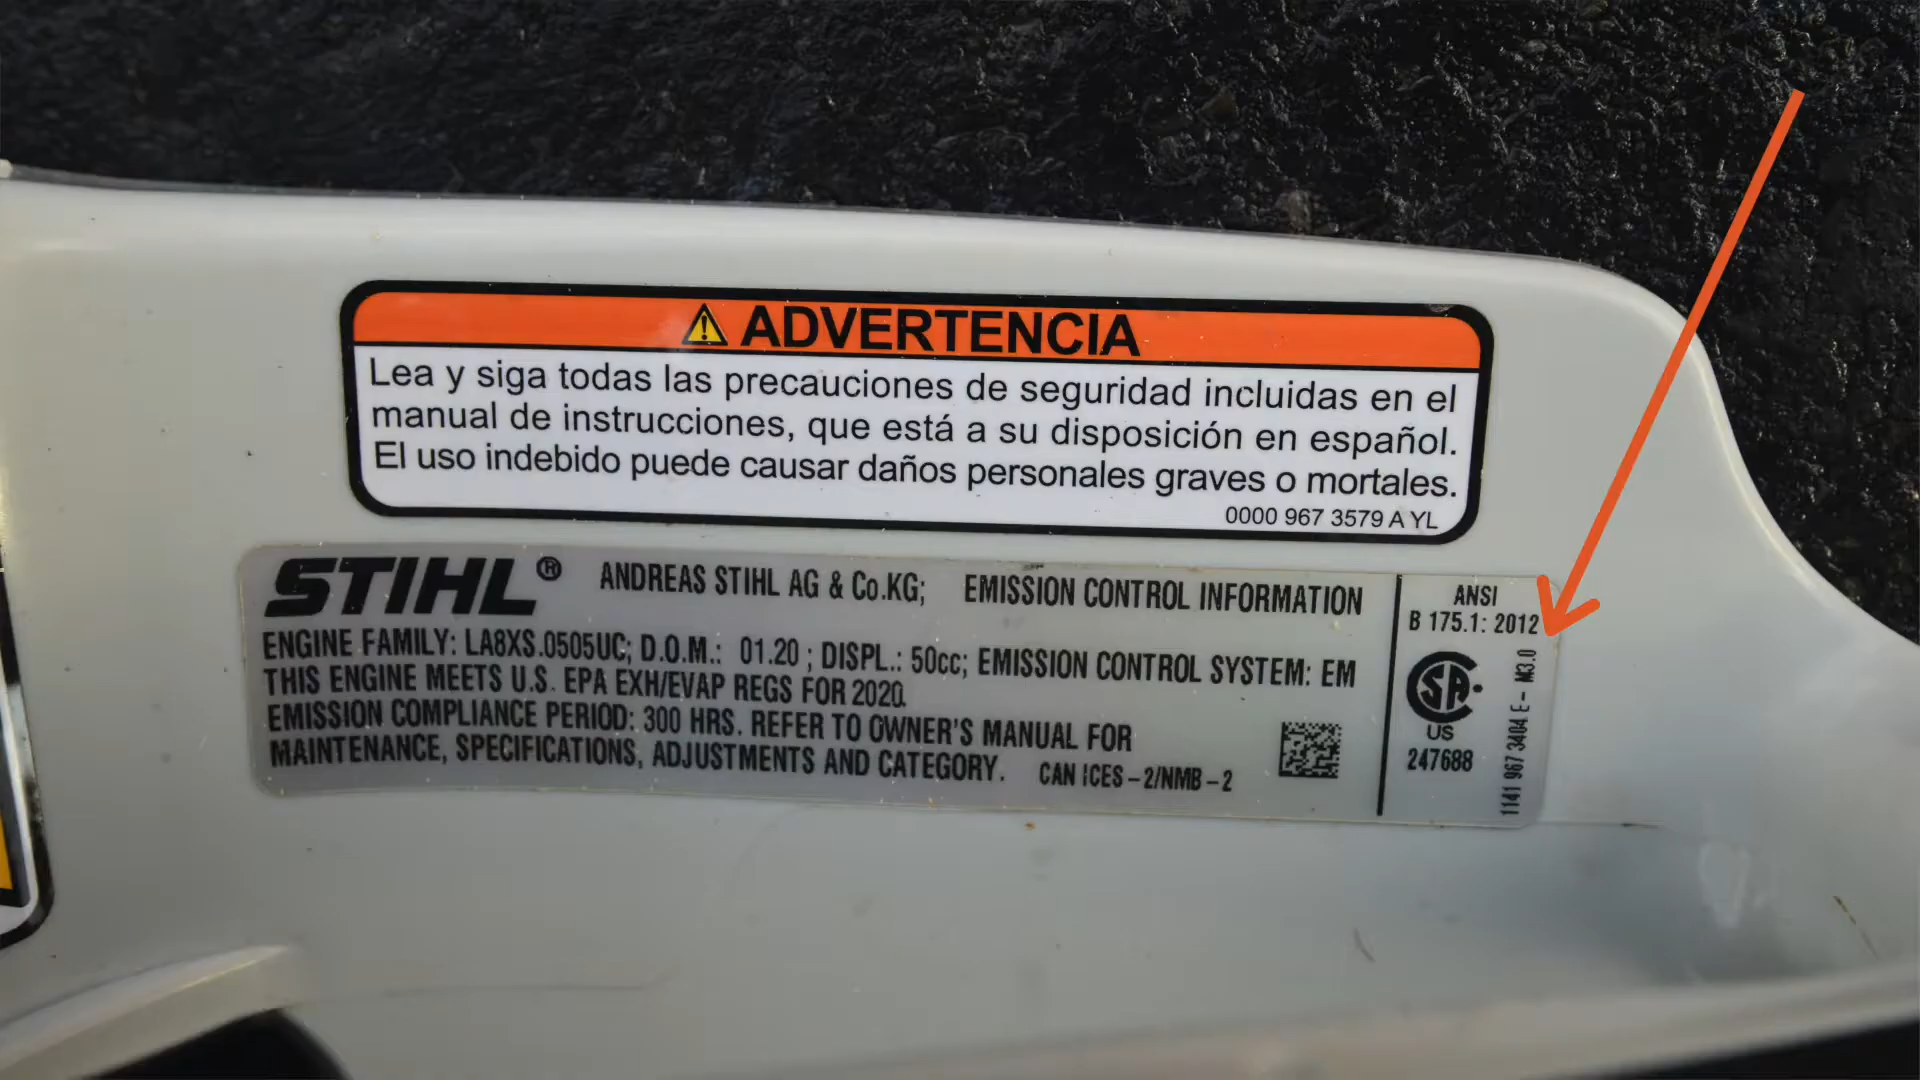 ADVERTENCIA
Lea y siga todas las precauciones de seguridad incluidas en el
manual de instrucciones, que está a su disposición en español.
El uso indebido puede causar daños personales graves o mortales.
0000 967 3579 A YL
STIHL® ANDREAS STIHL AG & Co.KG; EMISSION CONTROL INFORMATION
ENGINE FAMILY: LA8XS.0505UC; D.O.M.: 01.20 ; DISPL.: 50cc; EMISSION CONTROL SYSTEM: EM
THIS ENGINE MEETS U.S. EPA EXH/EVAP REGS FOR 2020.
EMISSION COMPLIANCE PERIOD: 300 HRS. REFER TO OWNER'S MANUAL FOR
MAINTENANCE, SPECIFICATIONS, ADJUSTMENTS AND CATEGORY. CAN ICES-2/NMB-2
ANSI
B 175.1: 2012
SA
US
247688
1141 967 3404 E - M3.0